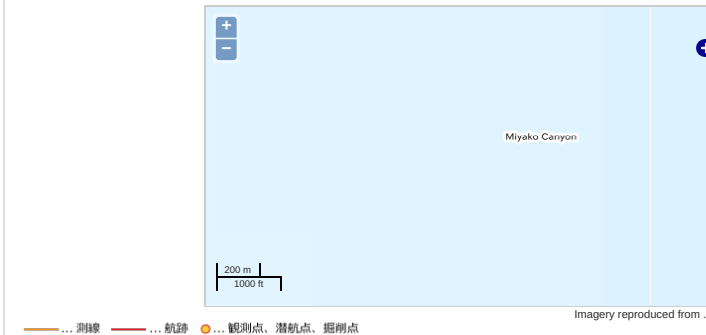 +
−
Miyako Canyon
200 m
1000 ft
Imagery reproduced from .
... 測線 ... 航跡 ... 観測点、潜航点、掘削点